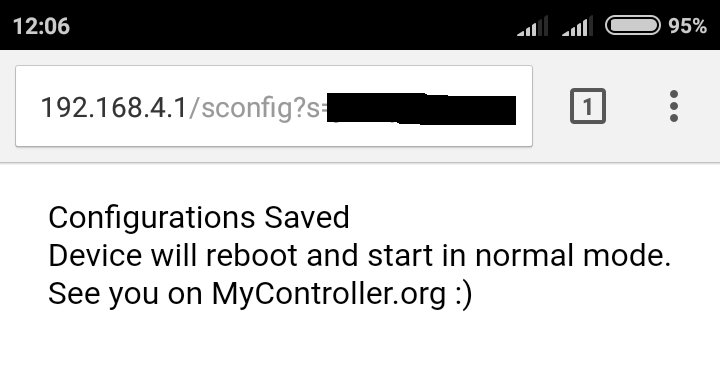 12:06 95%
192.168.4.1/sconfig?s= 1
Configurations Saved
Device will reboot and start in normal mode.
See you on MyController.org :)